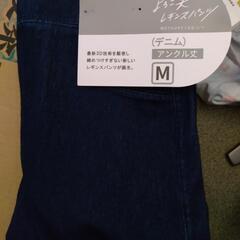 レギンスパンツ
(デニム)
アンクル丈
M
最新3D技術を駆使し
締めつけすぎない新しい
レギンスパンツが誕生。